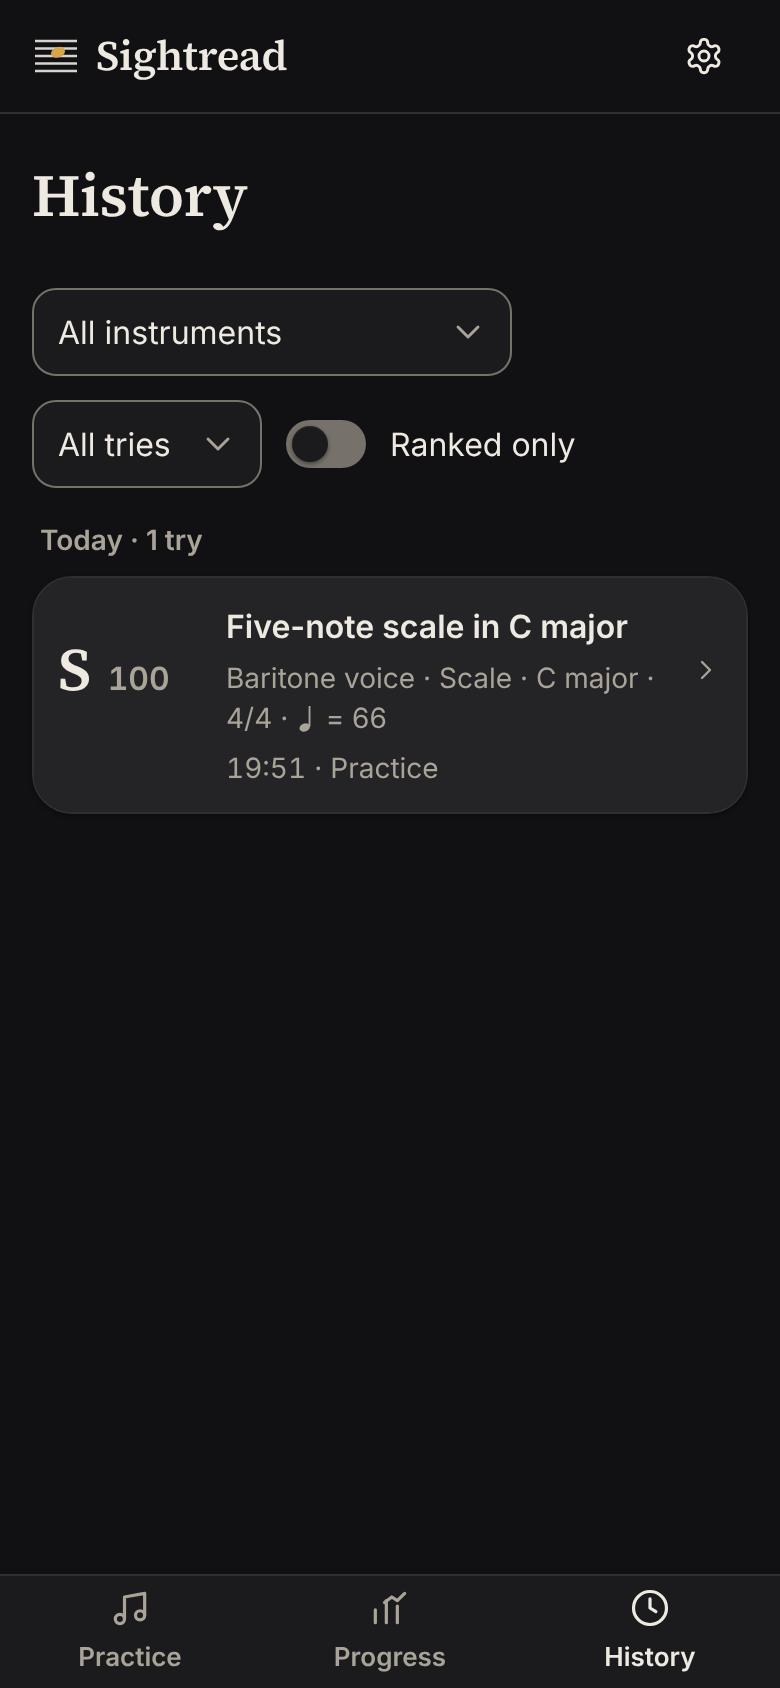 Sightread
History
All instruments
All tries
Ranked only
Today · 1 try
S 100
Five-note scale in C major
Baritone voice · Scale · C major ·
4/4 · ♩ = 66
19:51 · Practice
Practice
Progress
History